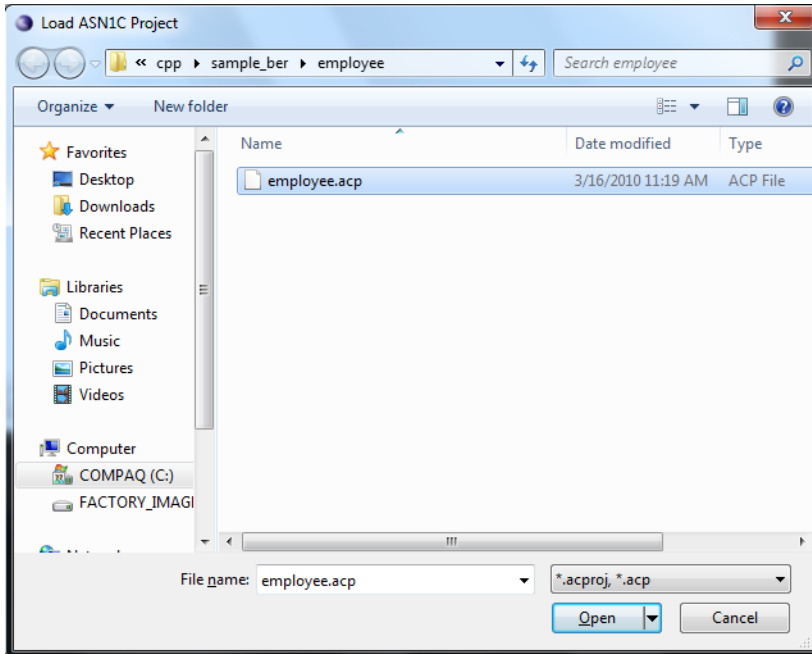 Load ASN1C Project
« cpp sample_ber employee Search employee
Organize New folder
Name Date modified Type
employee.acp 3/16/2010 11:19 AM ACP File
Favorites
Desktop
Downloads
Recent Places
Libraries
Documents
Music
Pictures
Videos
Computer
COMPAQ (C:)
FACTORY_IMAGI
File name: employee.acp *.acproj, *.acp
Open Cancel